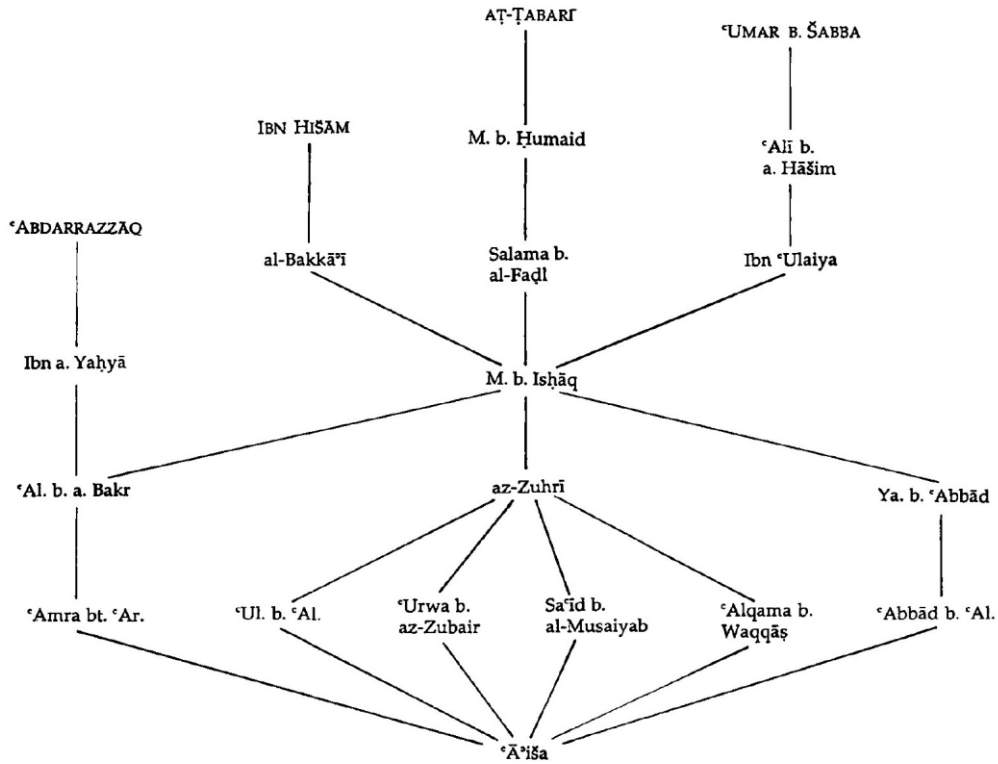 AṬ-ṬABARĪ
ʿUMAR B. ŠABBA
IBN HIŠĀM
M. b. Ḥumaid
ʿAlī b.
a. Hāšim
ʿABDARRAZZĀQ
al-Bakkāʾī
Salama b.
al-Faḍl
Ibn ʿUlaiya
Ibn a. Yaḥyā
M. b. Isḥāq
ʿAl. b. a. Bakr
az-Zuhrī
Ya. b. ʿAbbād
ʿAmra bt. ʿAr.
ʿUl. b. ʿAl.
ʿUrwa b.
az-Zubair
Saʿīd b.
al-Musaiyab
ʿAlqama b.
Waqqāṣ
ʿAbbād b. ʿAl.
ʿĀʾiša